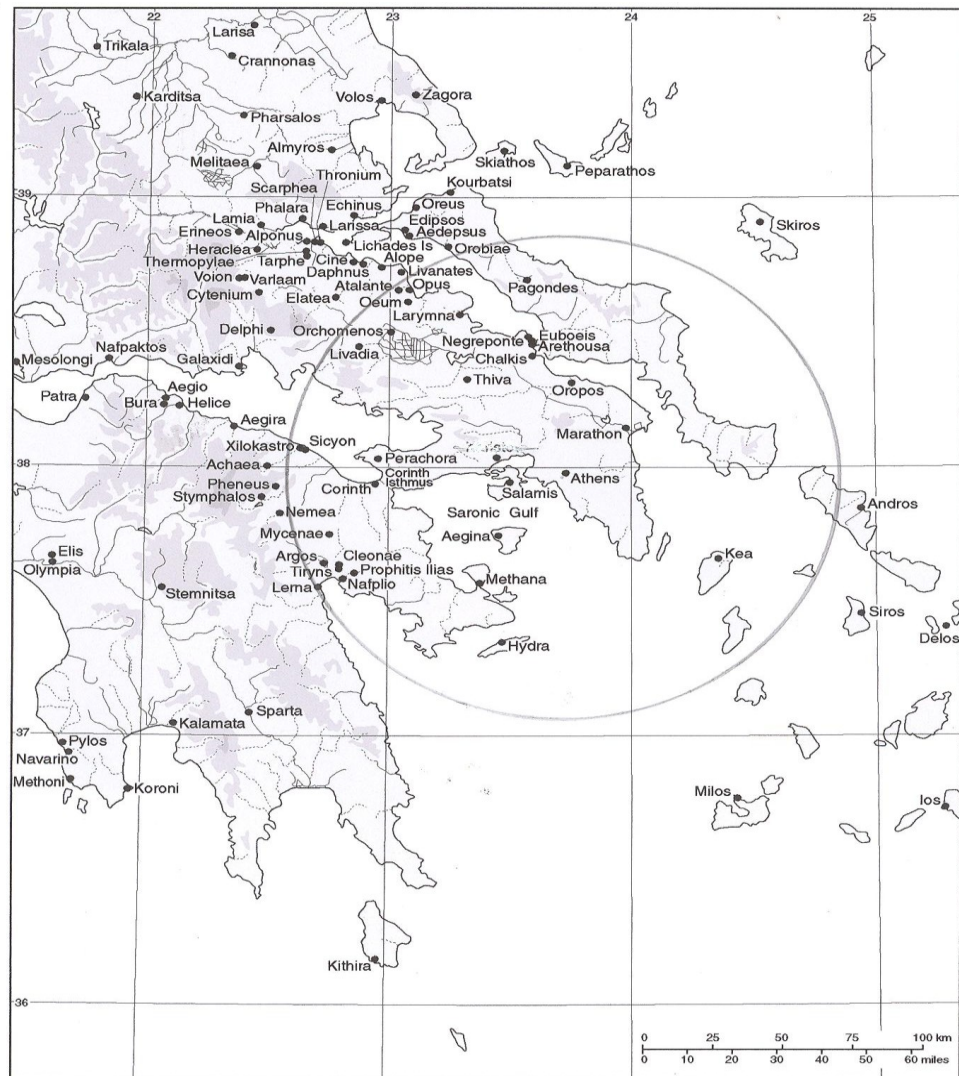 22 23 24 25
Larisa
Trikala
Crannonas
Karditsa
Volos
Zagora
Pharsalos
Almyros
Skiathos
Melitaea
Thronium
Peparathos
Scarphea
Kourbatsi
39
Phalara
Echinus
Oreus
Lamia
Larissa
Edipsos
Skiros
Erineos
Alponus
Aedepsus
Heraclea
Lichades Is
Orobiae
Thermopylae
Tarphe
Cine
Alope
Voion
Varlaam
Daphnus
Livanates
Pagondes
Cytenium
Atalante
Opus
Elatea
Oeum
Larymna
Delphi
Orchomenos
Euboeis
Negreponte
Arethousa
Livadia
Chalkis
Mesolongi
Nafpaktos
Galaxidi
Thiva
Oropos
Patra
Aegio
Bura
Helice
Aegira
Marathon
Xilokastro
Sicyon
Perachora
Achaea
38
Corinth
Isthmus
Athens
Pheneus
Corinth
Salamis
Stymphalos
Andros
Nemea
Saronic Gulf
Mycenae
Aegina
Elis
Argos
Cleonae
Kea
Olympia
Tiryns
Prophitis Ilias
Stemnitsa
Lerna
Nafplio
Methana
Siros
Delos
Hydra
Sparta
Kalamata
37
Pylos
Navarino
Methoni
Koroni
Milos
Ios
Kithira
36
0 25 50 75 100 km
0 10 20 30 40 50 60 miles